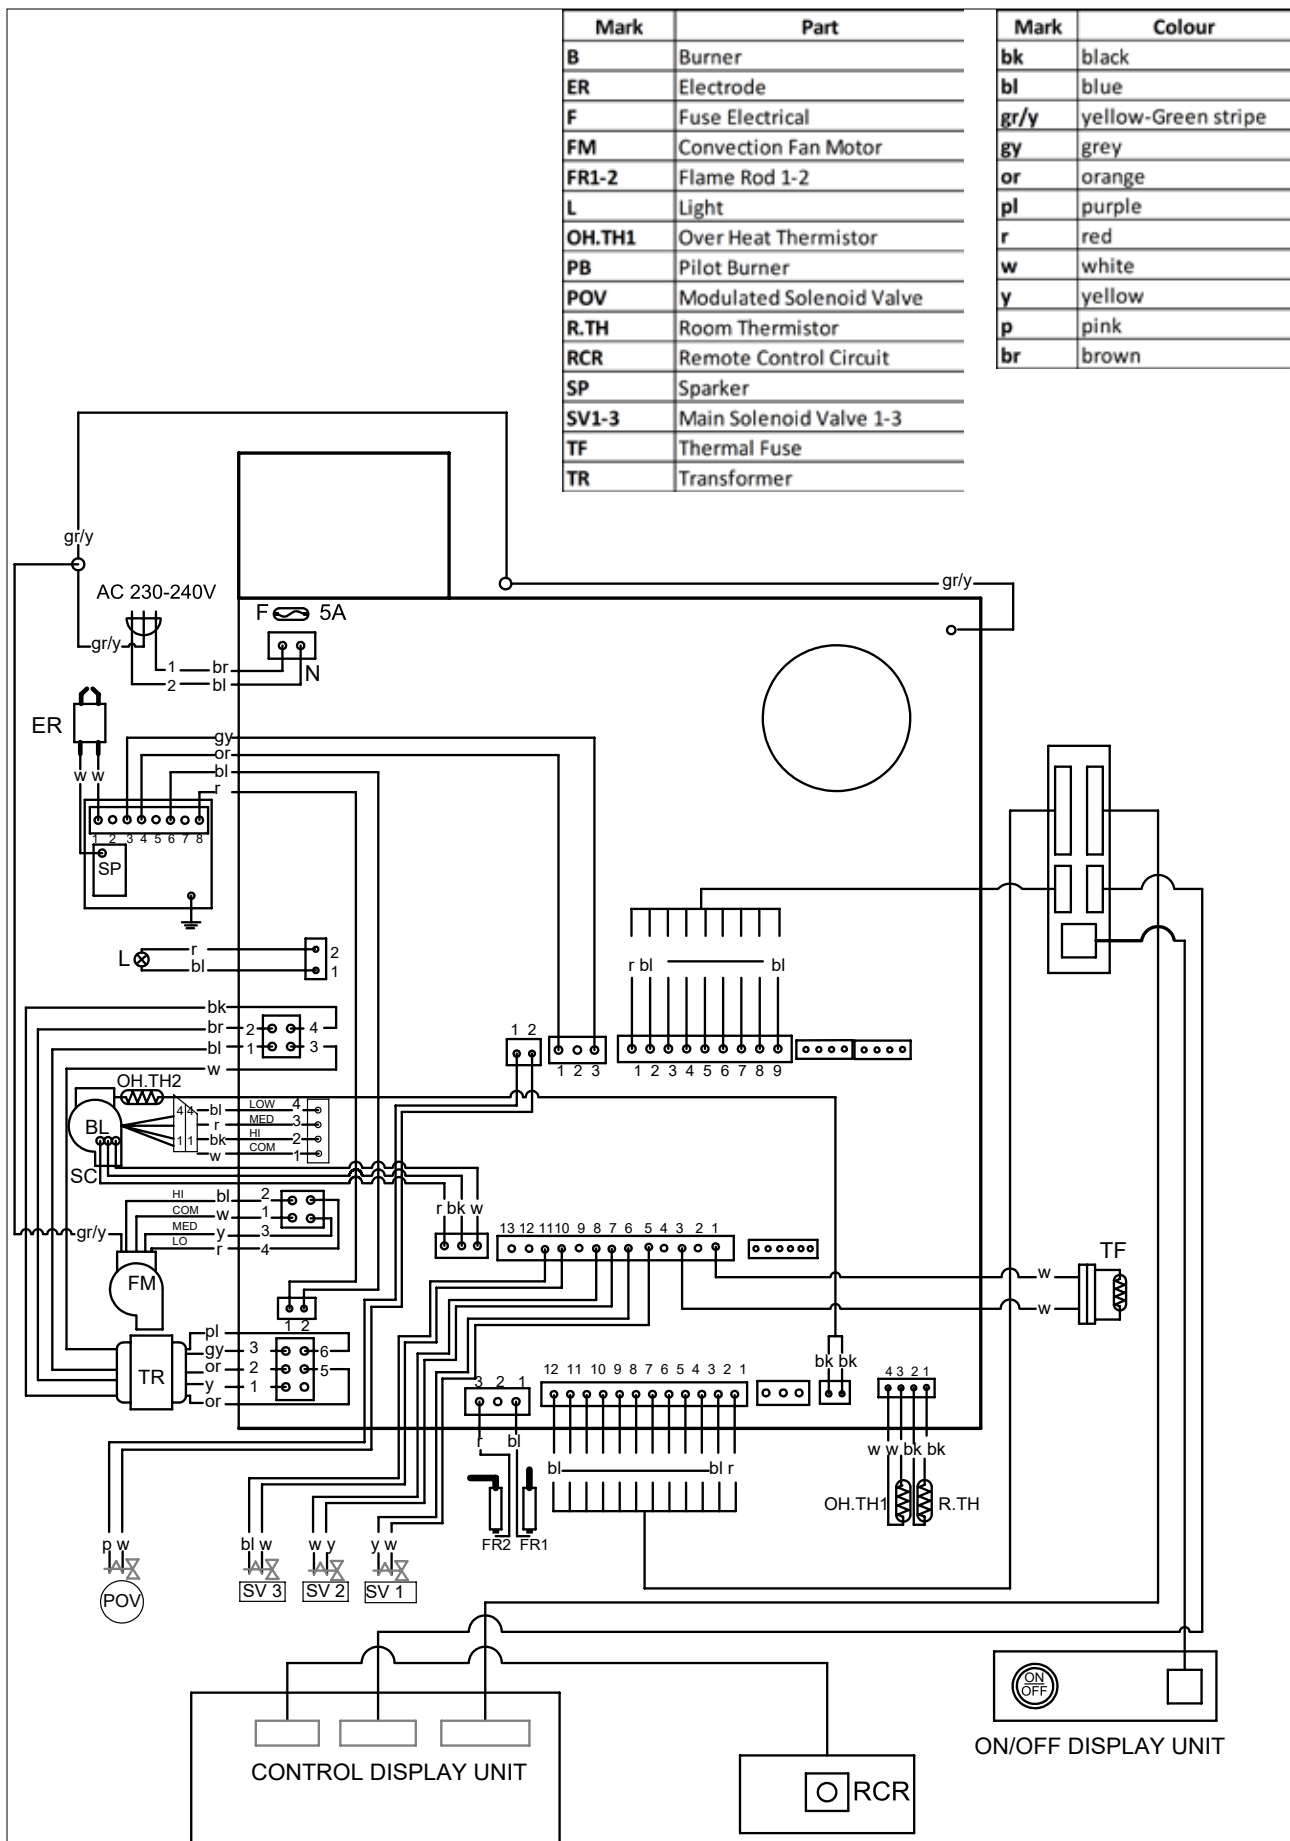 Mark Part
B Burner
ER Electrode
F Fuse Electrical
FM Convection Fan Motor
FR1-2 Flame Rod 1-2
L Light
OH.TH1 Over Heat Thermistor
PB Pilot Burner
POV Modulated Solenoid Valve
R.TH Room Thermistor
RCR Remote Control Circuit
SP Sparker
SV1-3 Main Solenoid Valve 1-3
TF Thermal Fuse
TR Transformer
Mark Colour
bk black
bl blue
gr/y yellow-Green stripe
gy grey
or orange
pl purple
r red
w white
y yellow
p pink
br brown
gr/y
gr/y
AC 230-240V
F 5A
gr/y
1 br
2 bl
N
ER
gy
or
bl
r
w w
1 2 3 4 5 6 7 8
SP
L
r 2
bl 1
r bl bl
bk
br 2 4
bl 1 3
w
1 2
1 2 3
1 2 3 4 5 6 7 8 9
OH.TH2
BL
SC
4 4 bl LOW 4
r MED 3
bk HI 2
1 1 w COM 1
HI bl 2
COM w 1
MED y 3
LO r 4
gr/y
FM
r bk w
13 12 11 10 9 8 7 6 5 4 3 2 1
w
w
TF
1 2
TR
pl
gy 3 6
or 2 5
y 1
or
3 2 1
12 11 10 9 8 7 6 5 4 3 2 1
bk bk
4 3 2 1
r bl
bl bl r
w w bk bk
OH.TH1 R.TH
FR2 FR1
p w
POV
bl w
SV 3
w y
SV 2
y w
SV 1
ON
OFF
ON/OFF DISPLAY UNIT
CONTROL DISPLAY UNIT
RCR